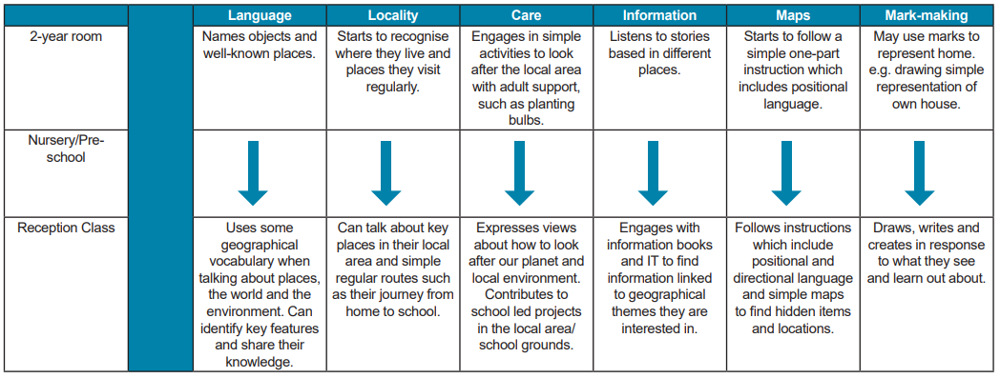 Language
Locality
Care
Information
Maps
Mark-making
2-year room
Names objects and
well-known places.
Starts to recognise
where they live and
places they visit
regularly.
Engages in simple
activities to look
after the local area
with adult support,
such as planting
bulbs.
Listens to stories
based in different
places.
Starts to follow a
simple one-part
instruction which
includes positional
language.
May use marks to
represent home.
e.g. drawing simple
representation of
own house.
Nursery/Pre-
school
Reception Class
Uses some
geographical
vocabulary when
talking about places,
the world and the
environment. Can
identify key features
and share their
knowledge.
Can talk about key
places in their local
area and simple
regular routes such
as their journey from
home to school.
Expresses views
about how to look
after our planet and
local environment.
Contributes to
school led projects
in the local area/
school grounds.
Engages with
information books
and IT to find
information linked
to geographical
themes they are
interested in.
Follows instructions
which include
positional and
directional language
and simple maps
to find hidden items
and locations.
Draws, writes and
creates in response
to what they see
and learn out about.